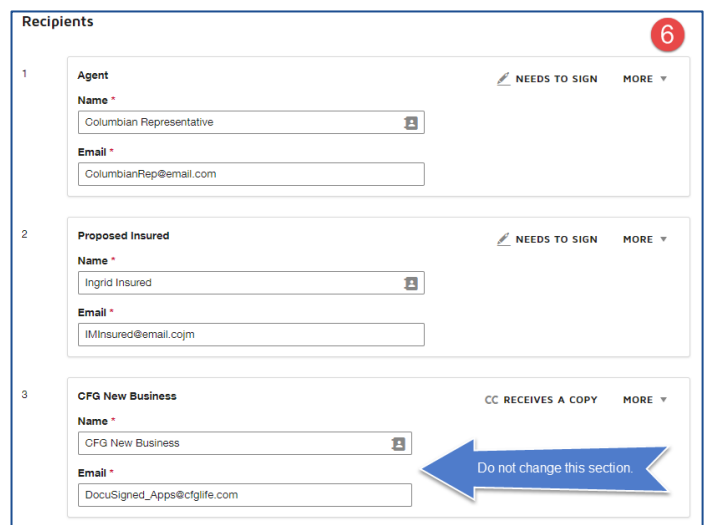 Recipients
6
1
Agent
NEEDS TO SIGN MORE
Name *
Columbian Representative
Email *
ColumbianRep@email.com
2
Proposed Insured
NEEDS TO SIGN MORE
Name *
Ingrid Insured
Email *
IMInsured@email.cojm
3
CFG New Business
CC RECEIVES A COPY MORE
Name *
CFG New Business
Do not change this section.
Email *
DocuSigned_Apps@cfglife.com